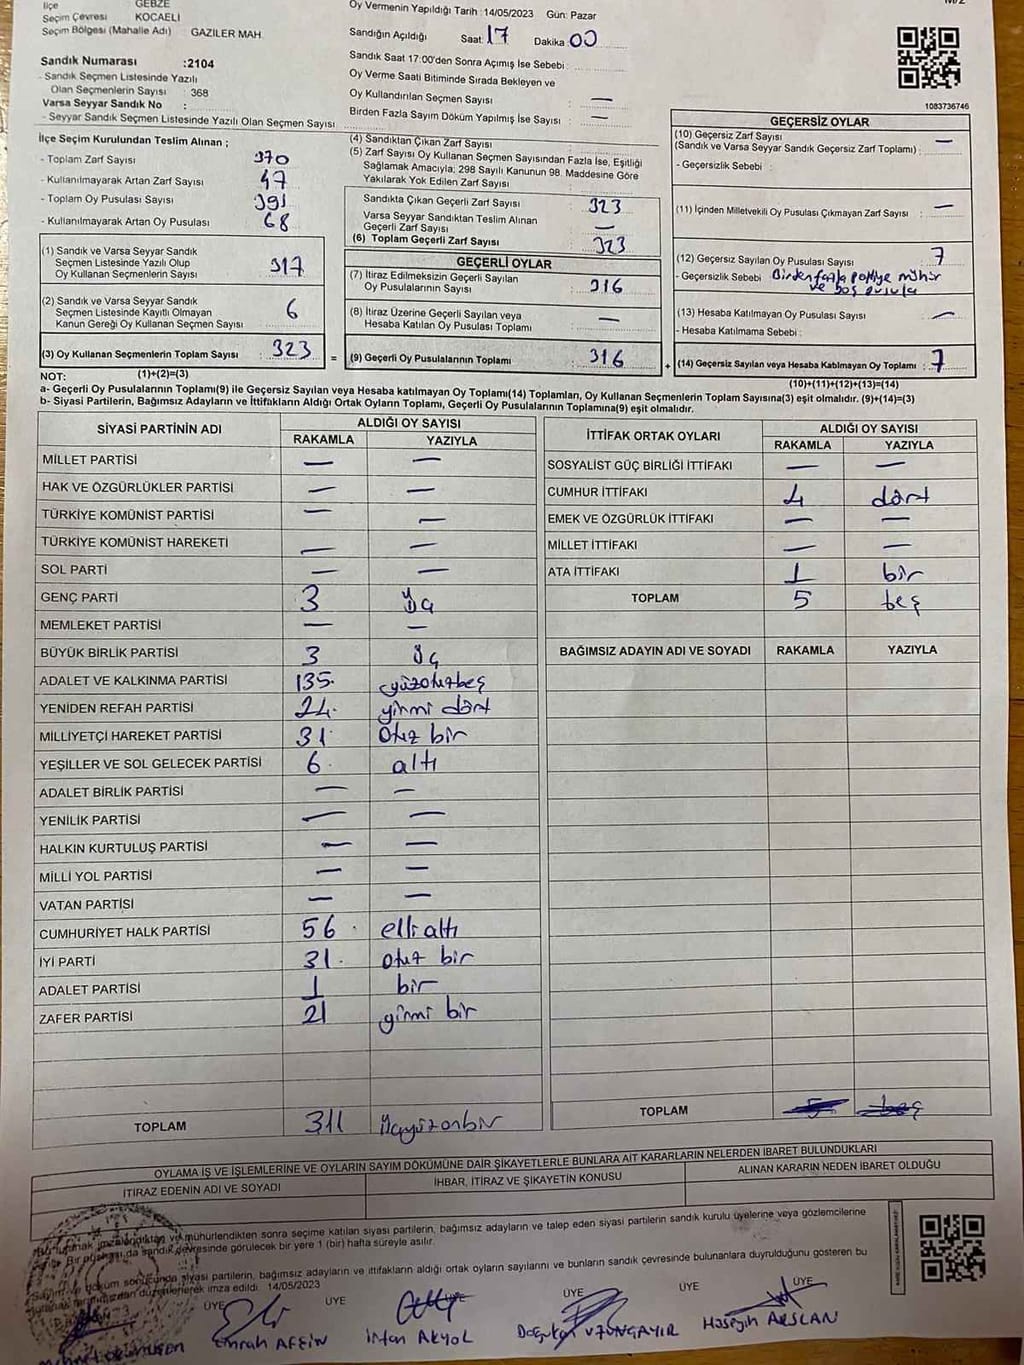 İlçe GEBZE
Seçim Çevresi KOCAELİ
Seçim Bölgesi (Mahalle Adı) : GAZİLER MAH.
Sandık Numarası :2104
- Sandık Seçmen Listesinde Yazılı
Olan Seçmenlerin Sayısı : 368
Varsa Seyyar Sandık No :
- Seyyar Sandık Seçmen Listesinde Yazılı Olan Seçmen Sayısı
Oy Vermenin Yapıldığı Tarih :14/05/2023 Gün: Pazar
Sandığın Açıldığı Saat: 17 Dakika 00
Sandık Saat 17:00'den Sonra Açımış İse Sebebi :
Oy Verme Saati Bitiminde Sırada Bekleyen ve
Oy Kullandırılan Seçmen Sayısı : —
Birden Fazla Sayım Döküm Yapılmış İse Sayısı : —
1083736746
İlçe Seçim Kurulundan Teslim Alınan ;
- Toplam Zarf Sayısı 370
- Kullanılmayarak Artan Zarf Sayısı 47
- Toplam Oy Pusulası Sayısı 391
- Kullanılmayarak Artan Oy Pusulası 68
(1) Sandık ve Varsa Seyyar Sandık
Seçmen Listesinde Yazılı Olup
Oy Kullanan Seçmenlerin Sayısı : 317
(2) Sandık ve Varsa Seyyar Sandık
Seçmen Listesinde Kayıtlı Olmayan
Kanun Gereği Oy Kullanan Seçmen Sayısı : 6
(3) Oy Kullanan Seçmenlerin Toplam Sayısı : 323
(4) Sandıktan Çıkan Zarf Sayısı :
(5) Zarf Sayısı Oy Kullanan Seçmen Sayısından Fazla İse, Eşitliği
Sağlamak Amacıyla; 298 Sayılı Kanunun 98. Maddesine Göre
Yakılarak Yok Edilen Zarf Sayısı :
Sandıkta Çıkan Geçerli Zarf Sayısı : 323
Varsa Seyyar Sandıktan Teslim Alınan
Geçerli Zarf Sayısı : —
(6) Toplam Geçerli Zarf Sayısı : 323
GEÇERLİ OYLAR
(7) İtiraz Edilmeksizin Geçerli Sayılan
Oy Pusulalarının Sayısı : 316
(8) İtiraz Üzerine Geçerli Sayılan veya
Hesaba Katılan Oy Pusulası Toplamı : —
= (9) Geçerli Oy Pusulalarının Toplamı : 316
GEÇERSİZ OYLAR
(10) Geçersiz Zarf Sayısı
(Sandık ve Varsa Seyyar Sandık Geçersiz Zarf Toplamı) : —
- Geçersizlik Sebebi :
(11) İçinden Milletvekili Oy Pusulası Çıkmayan Zarf Sayısı : —
(12) Geçersiz Sayılan Oy Pusulası Sayısı : 7
- Geçersizlik Sebebi : Birden fazla partiye mühür
ve boş pusula
(13) Hesaba Katılmayan Oy Pusulası Sayısı : —
- Hesaba Katılmama Sebebi :
+ (14) Geçersiz Sayılan veya Hesaba Katılmayan Oy Toplamı : 7
NOT: (1)+(2)=(3)
(10)+(11)+(12)+(13)=(14)
a- Geçerli Oy Pusulalarının Toplamı(9) ile Geçersiz Sayılan veya Hesaba katılmayan Oy Toplamı(14) Toplamları, Oy Kullanan Seçmenlerin Toplam Sayısına(3) eşit olmalıdır. (9)+(14)=(3)
b- Siyasi Partilerin, Bağımsız Adayların ve İttifakların Aldığı Ortak Oyların Toplamı, Geçerli Oy Pusulalarının Toplamına(9) eşit olmalıdır.
SİYASİ PARTİNİN ADI ALDIĞI OY SAYISI
RAKAMLA YAZIYLA
MİLLET PARTİSİ — —
HAK VE ÖZGÜRLÜKLER PARTİSİ — —
TÜRKİYE KOMÜNİST PARTİSİ — —
TÜRKİYE KOMÜNİST HAREKETİ — —
SOL PARTİ — —
GENÇ PARTİ 3 üç
MEMLEKET PARTİSİ — —
BÜYÜK BİRLİK PARTİSİ 3 üç
ADALET VE KALKINMA PARTİSİ 135 yüzotuzbeş
YENİDEN REFAH PARTİSİ 24 yirmi dört
MİLLİYETÇİ HAREKET PARTİSİ 31 otuz bir
YEŞİLLER VE SOL GELECEK PARTİSİ 6 altı
ADALET BİRLİK PARTİSİ — —
YENİLİK PARTİSİ — —
HALKIN KURTULUŞ PARTİSİ — —
MİLLİ YOL PARTİSİ — —
VATAN PARTİSİ — —
CUMHURİYET HALK PARTİSİ 56 elli altı
İYİ PARTİ 31 otuz bir
ADALET PARTİSİ 1 bir
ZAFER PARTİSİ 21 yirmi bir
TOPLAM 311 üçyüzonbir
İTTİFAK ORTAK OYLARI ALDIĞI OY SAYISI
RAKAMLA YAZIYLA
SOSYALİST GÜÇ BİRLİĞİ İTTİFAKI — —
CUMHUR İTTİFAKI 4 dört
EMEK VE ÖZGÜRLÜK İTTİFAKI — —
MİLLET İTTİFAKI — —
ATA İTTİFAKI 1 bir
TOPLAM 5 beş
BAĞIMSIZ ADAYIN ADI VE SOYADI RAKAMLA YAZIYLA
TOPLAM 5 beş
OYLAMA İŞ VE İŞLEMLERİNE VE OYLARIN SAYIM DÖKÜMÜNE DAİR ŞİKAYETLERLE BUNLARA AİT KARARLARIN NELERDEN İBARET BULUNDUKLARI
İTİRAZ EDENİN ADI VE SOYADI İHBAR, İTİRAZ VE ŞİKAYETİN KONUSU ALINAN KARARIN NEDEN İBARET OLDUĞU
imzalandıktan ve mühürlendikten sonra seçime katılan siyasi partilerin, bağımsız adayların ve talep eden siyasi partilerin sandık kurulu üyelerine veya gözlemcilerine
sandık çevresinde görülecek bir yere 1 (bir) hafta süreyle asılır.
döküm sonucunda siyasi partilerin, bağımsız adayların ve ittifakların aldığı ortak oyların sayılarını ve bunların sandık çevresinde bulunanlara duyrulduğunu gösteren bu
düzenlenerek imza edildi. 14/05/2023
ÜYE ÜYE ÜYE ÜYE ÜYE
Emrah AFŞİN İrfan AKYOL Doğukan UZUNGAYIR Hüseyin ARSLAN